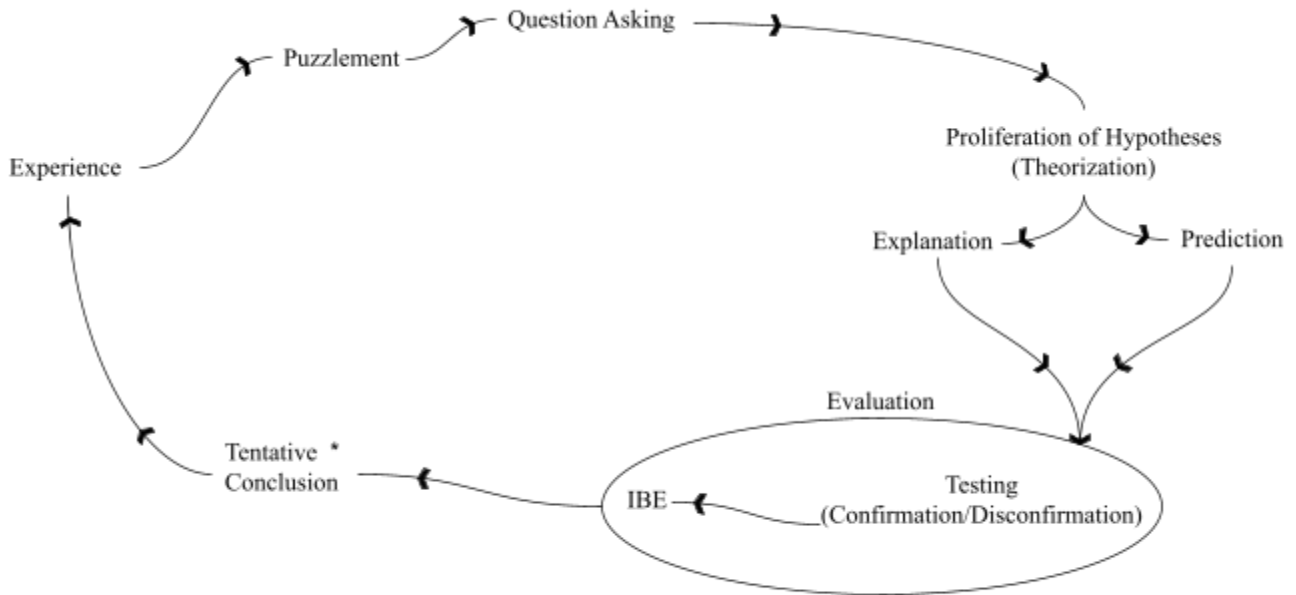 Question Asking
Puzzlement
Proliferation of Hypotheses
(Theorization)
Experience
Explanation
Prediction
Evaluation
Tentative *
Conclusion
IBE
Testing
(Confirmation/Disconfirmation)